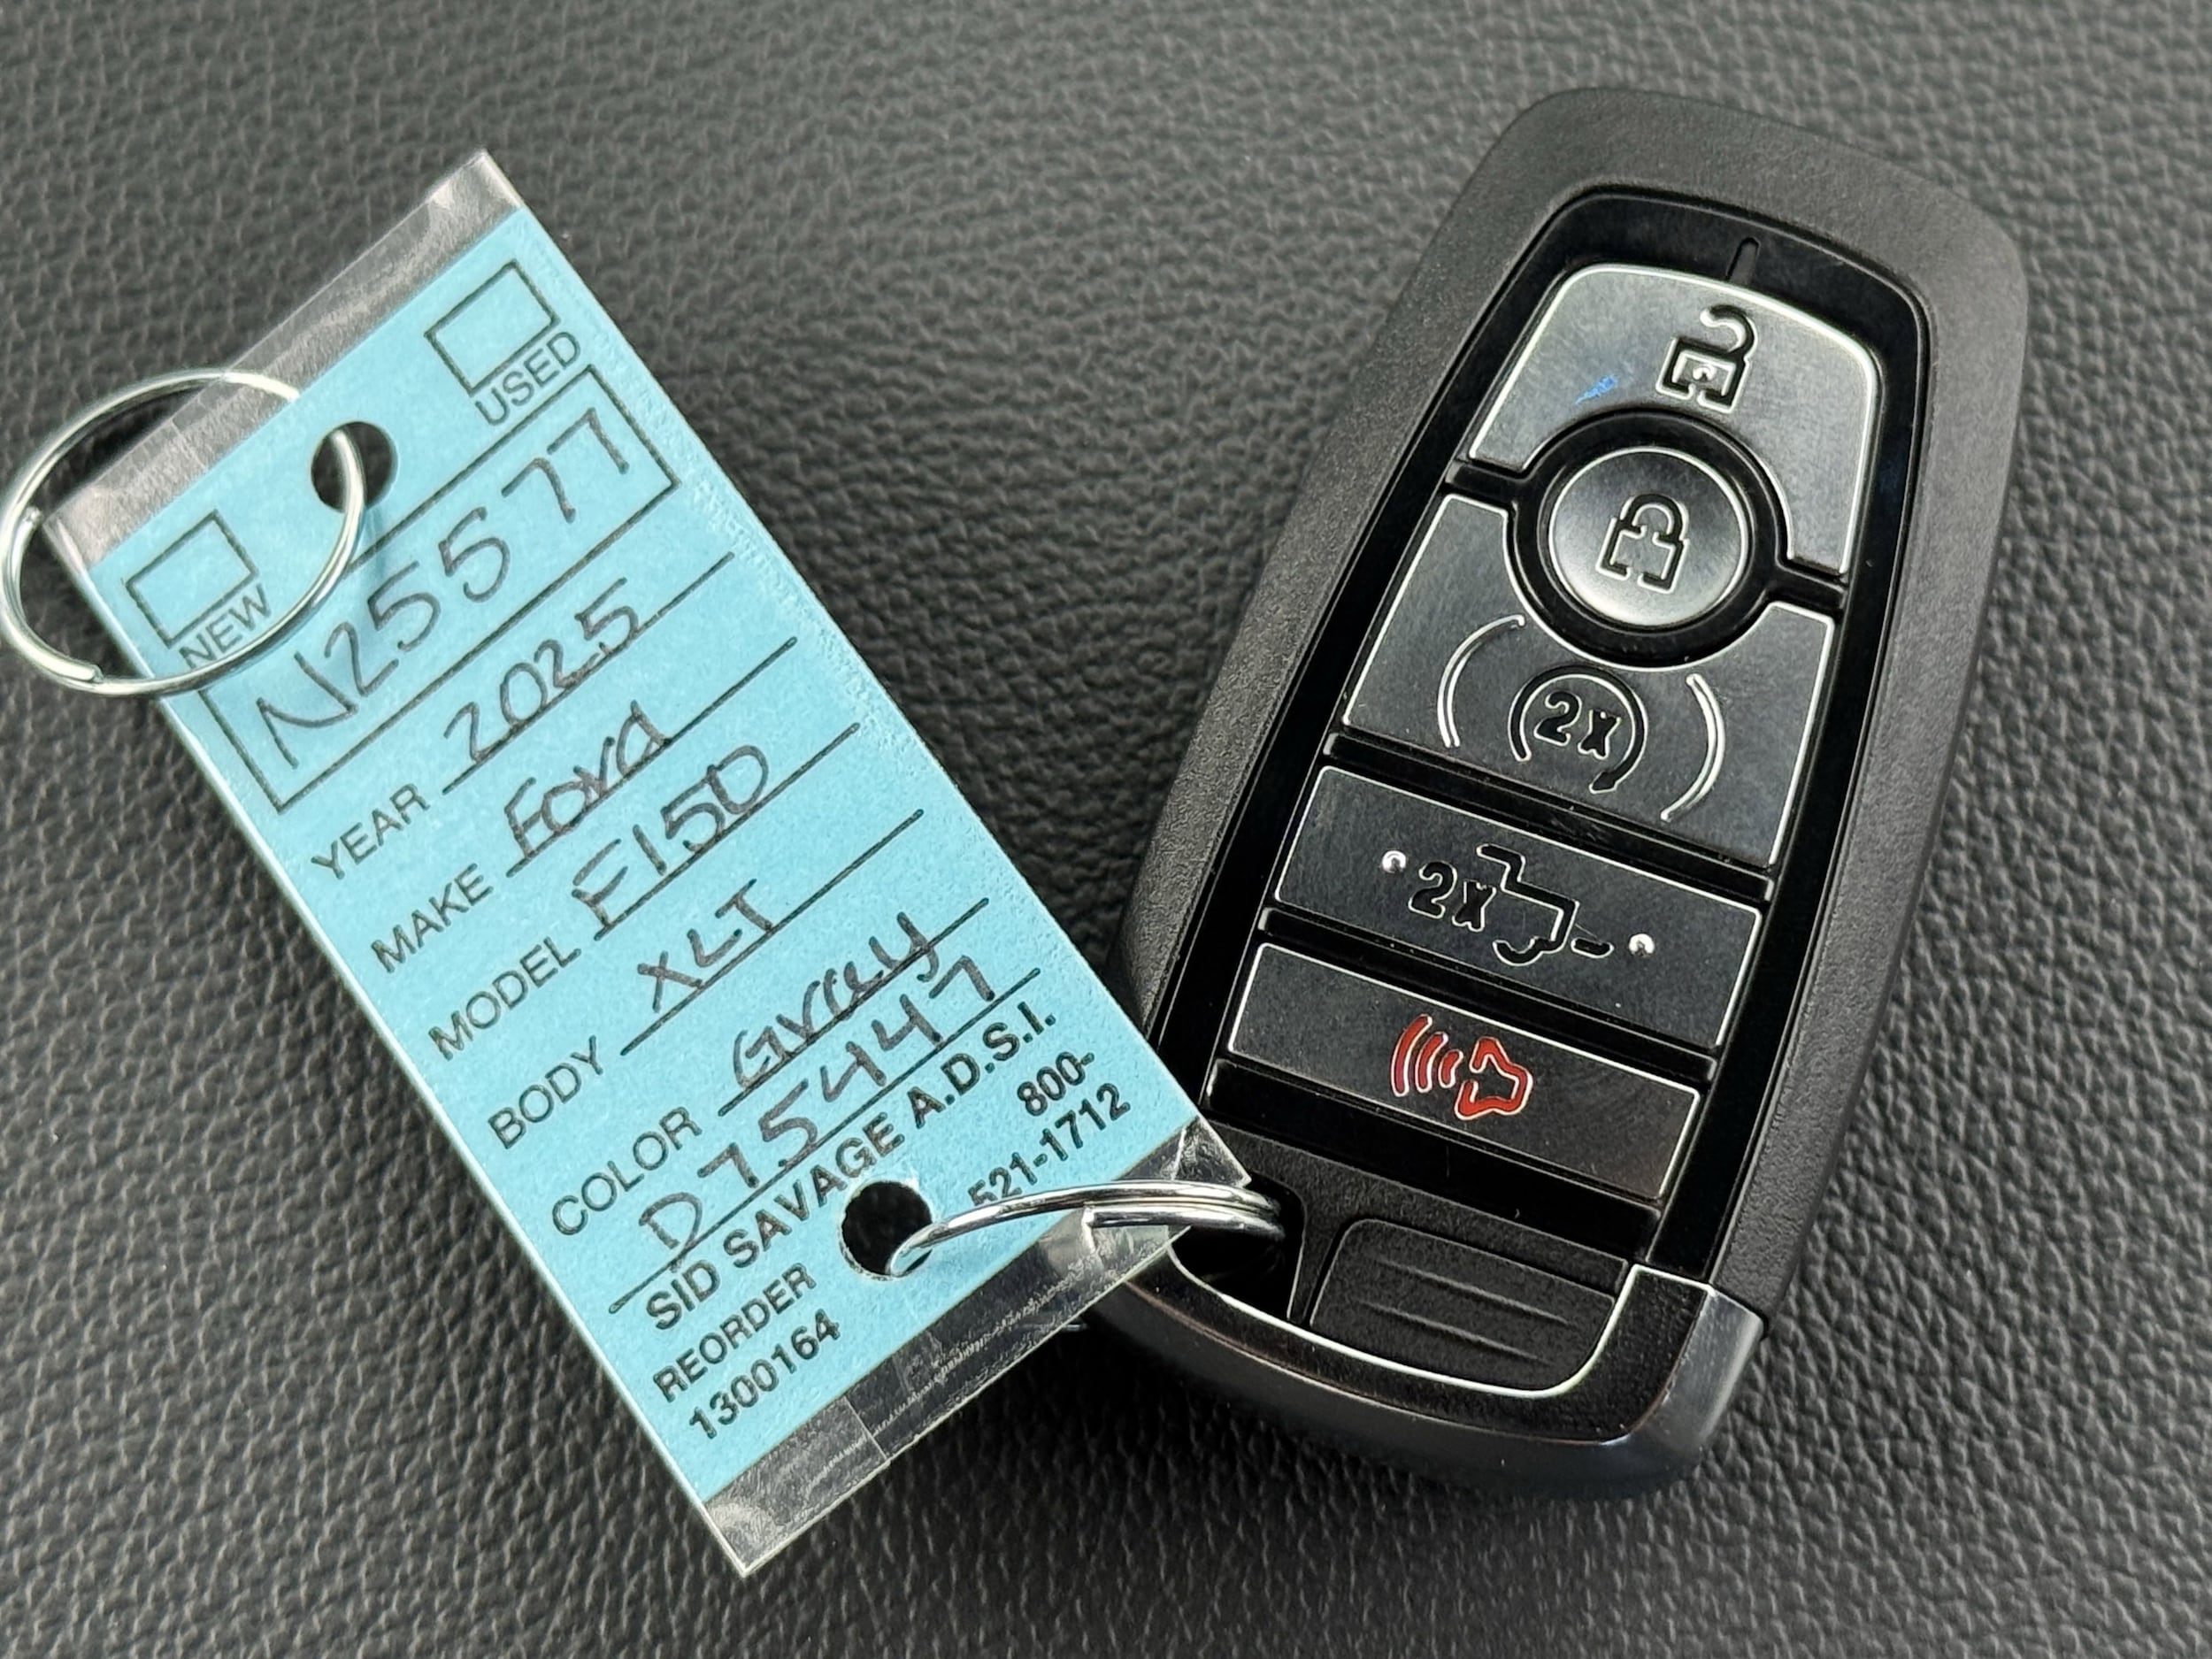 USED
NEW
N25577
YEAR 2025
MAKE Ford
MODEL F150
BODY XLT
COLOR Gray
D75447
SID SAVAGE A.D.S.I.
REORDER 800-
1300164 521-1712
2x
2x